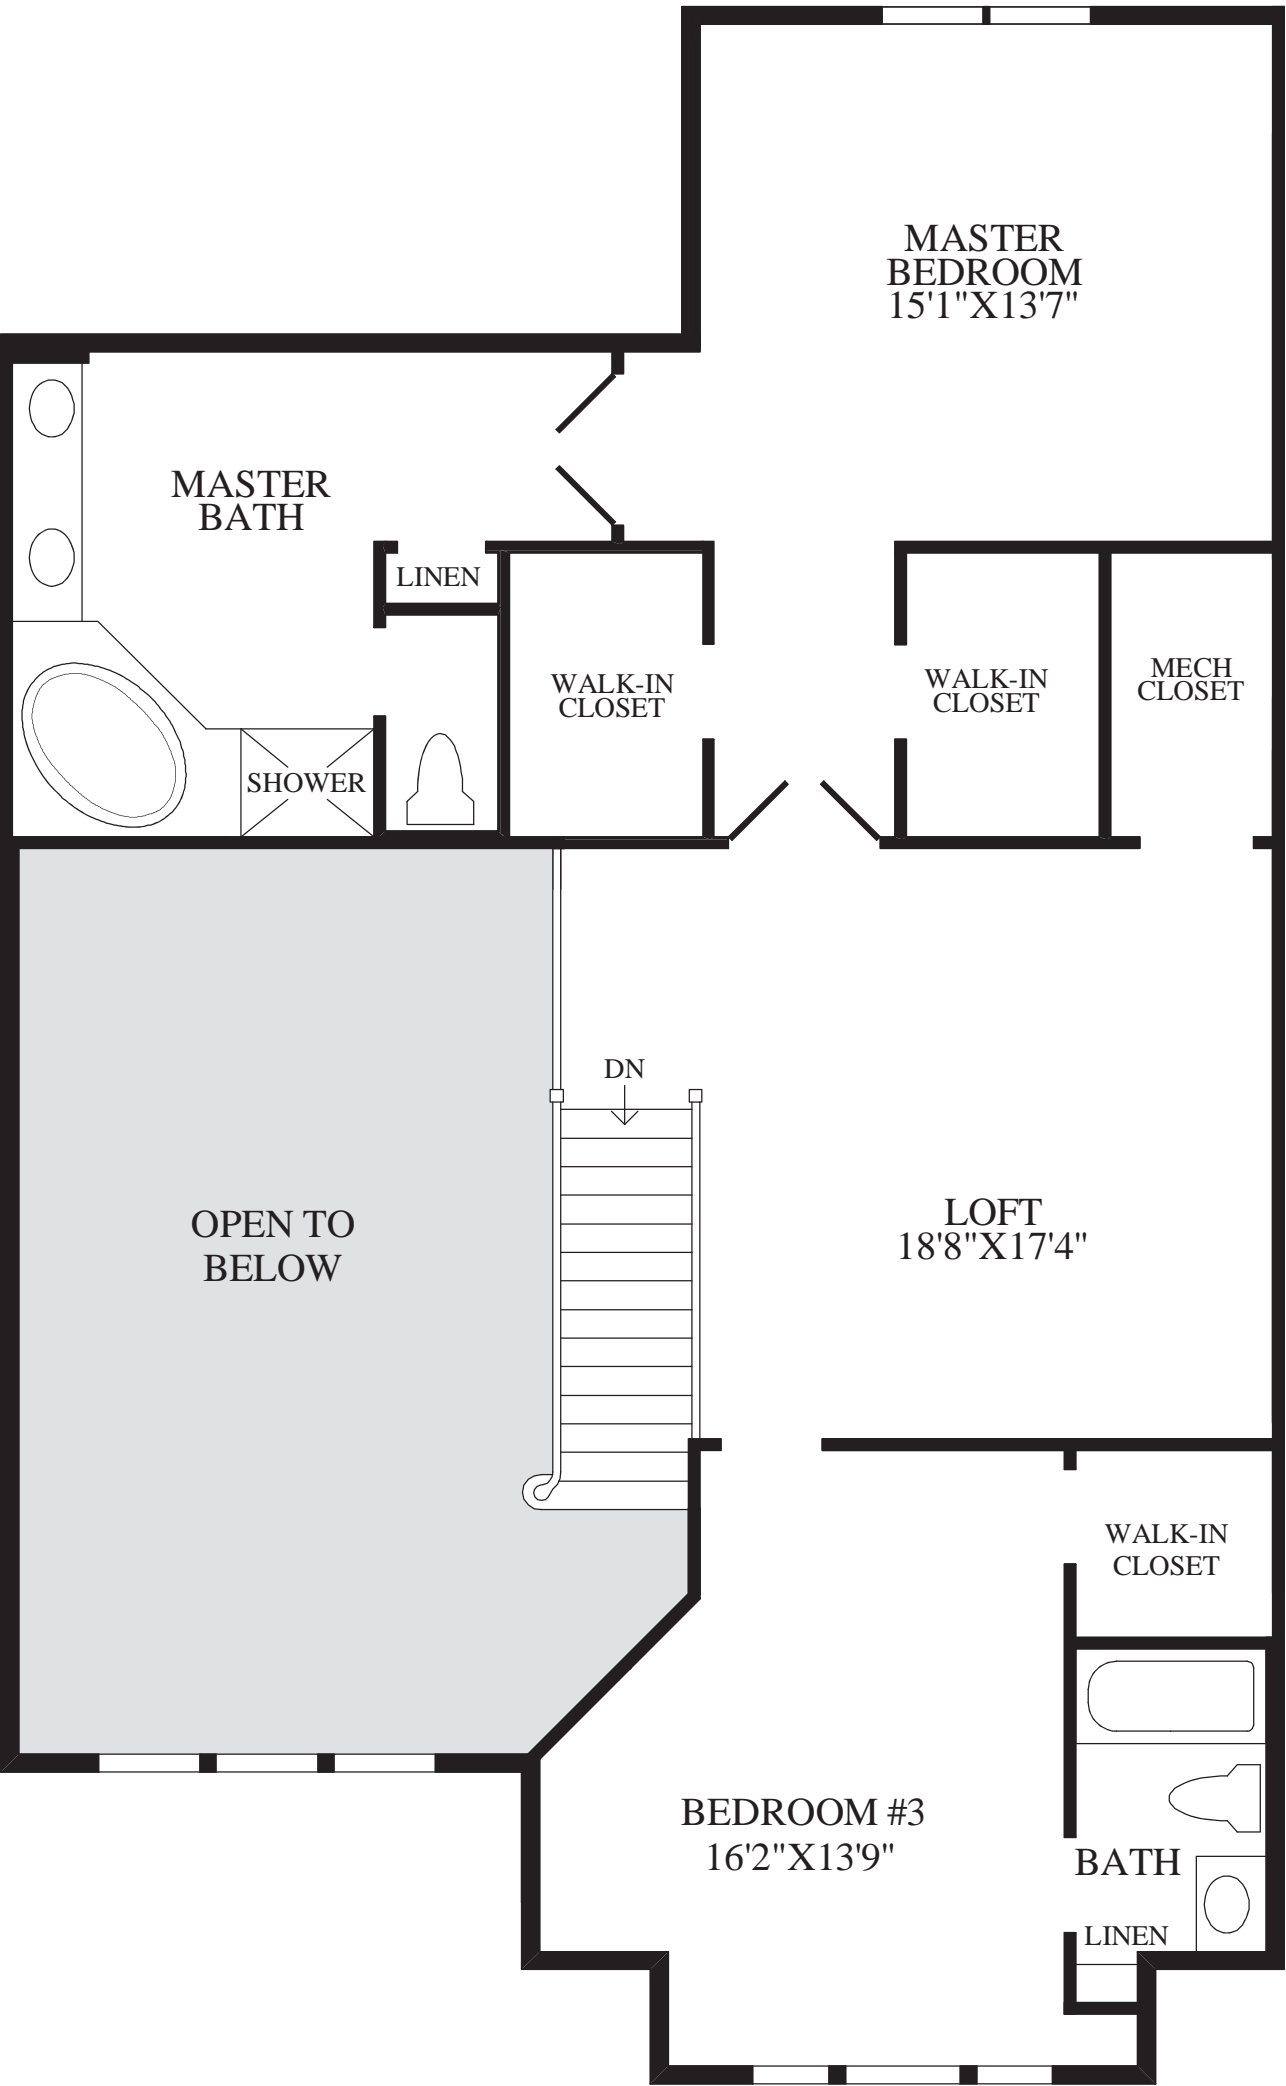 MASTER
BEDROOM
15'1"X13'7"
MASTER
BATH
LINEN
WALK-IN
CLOSET
WALK-IN
CLOSET
MECH
CLOSET
SHOWER
DN
OPEN TO
BELOW
LOFT
18'8"X17'4"
WALK-IN
CLOSET
BEDROOM #3
16'2"X13'9"
BATH
LINEN